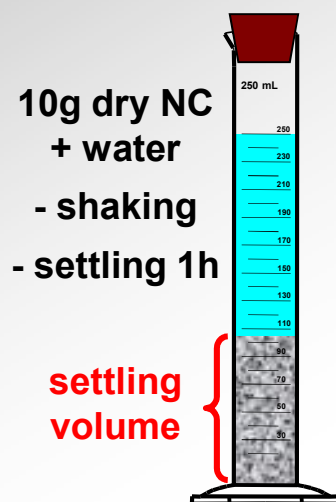 10g dry NC
+ water
- shaking
- settling 1h
settling
volume
250 mL
250
230
210
190
170
150
130
110
90
70
50
30